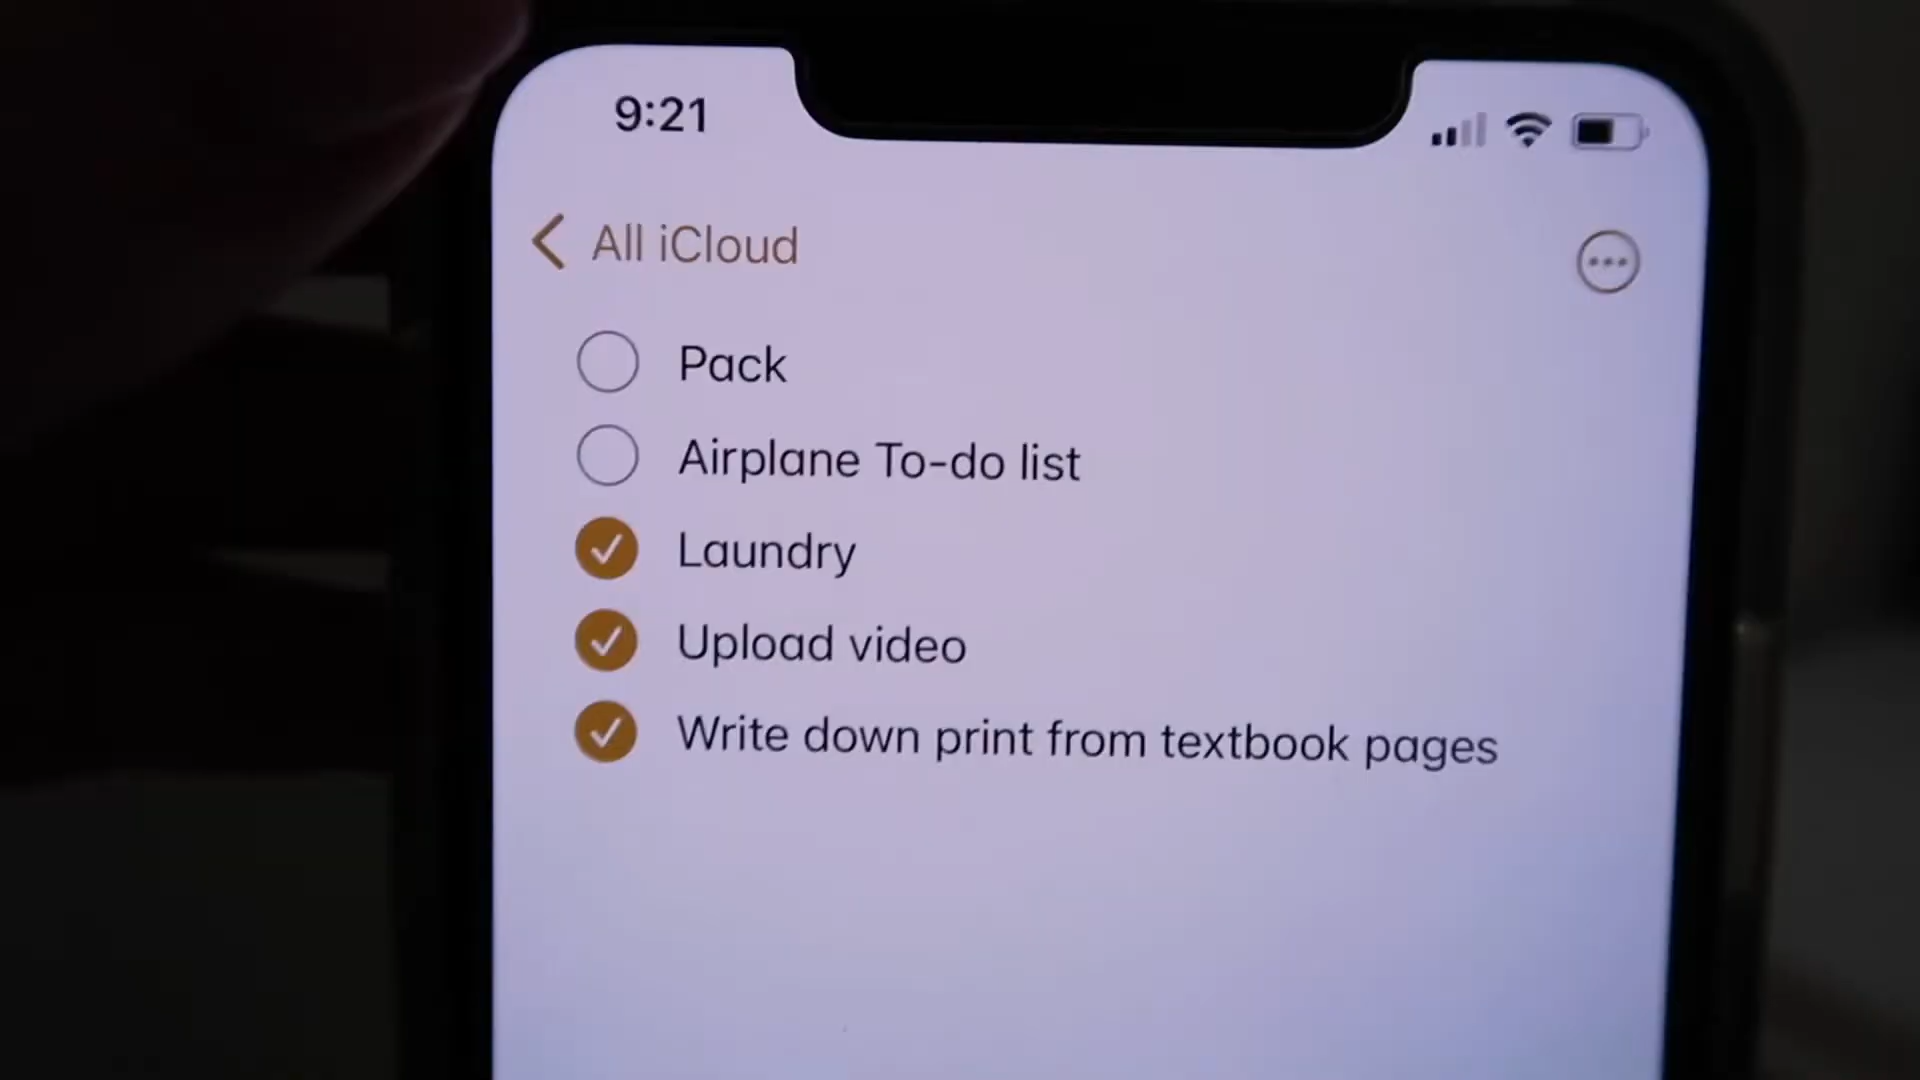 9:21
All iCloud
Pack
Airplane To-do list
Laundry
Upload video
Write down print from textbook pages